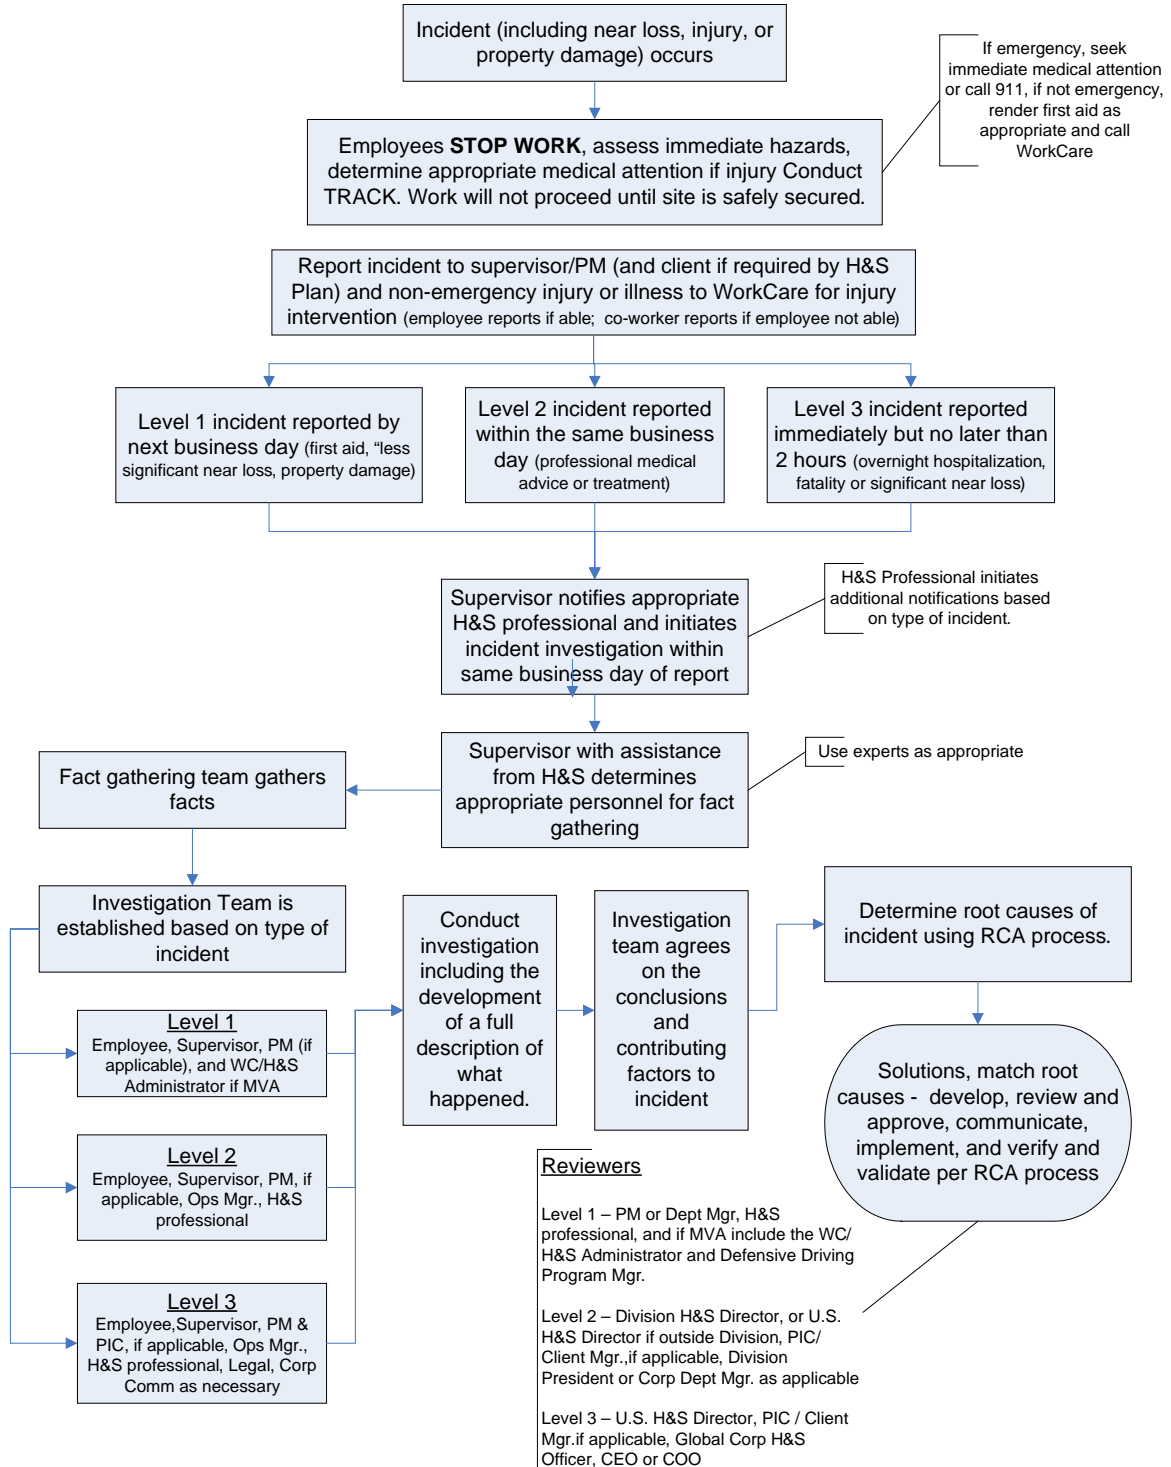 Incident (including near loss, injury, or
property damage) occurs
If emergency, seek
immediate medical attention
or call 911, if not emergency,
render first aid as
appropriate and call
WorkCare
Employees STOP WORK, assess immediate hazards,
determine appropriate medical attention if injury Conduct
TRACK. Work will not proceed until site is safely secured.
Report incident to supervisor/PM (and client if required by H&S
Plan) and non-emergency injury or illness to WorkCare for injury
intervention (employee reports if able;  co-worker reports if employee not able)
Level 1 incident reported by
next business day (first aid, “less
significant near loss, property damage)
Level 2 incident reported
within the same business
day (professional medical
advice or treatment)
Level 3 incident reported
immediately but no later than
2 hours (overnight hospitalization,
fatality or significant near loss)
Supervisor notifies appropriate
H&S professional and initiates
incident investigation within
same business day of report
H&S Professional initiates
additional notifications based
on type of incident.
Supervisor with assistance
from H&S determines
appropriate personnel for fact
gathering
Use experts as appropriate
Fact gathering team gathers
facts
Investigation Team is
established based on type of
incident
Level 1
Employee, Supervisor, PM (if
applicable), and WC/H&S
Administrator if MVA
Level 2
Employee, Supervisor, PM, if
applicable, Ops Mgr., H&S
professional
Level 3
Employee,Supervisor, PM &
PIC, if applicable, Ops Mgr.,
H&S professional, Legal, Corp
Comm as necessary
Conduct
investigation
including the
development
of a full
description of
what
happened.
Investigation
team agrees
on the
conclusions
and
contributing
factors to
incident
Determine root causes of
incident using RCA process.
Solutions, match root
causes -  develop, review and
approve, communicate,
implement, and verify and
validate per RCA process
Reviewers
Level 1 – PM or Dept Mgr, H&S
professional, and if MVA include the WC/
H&S Administrator and Defensive Driving
Program Mgr.
Level 2 – Division H&S Director, or U.S.
H&S Director if outside Division, PIC/
Client Mgr.,if applicable, Division
President or Corp Dept Mgr. as applicable
Level 3 – U.S. H&S Director, PIC / Client
Mgr.if applicable, Global Corp H&S
Officer, CEO or COO